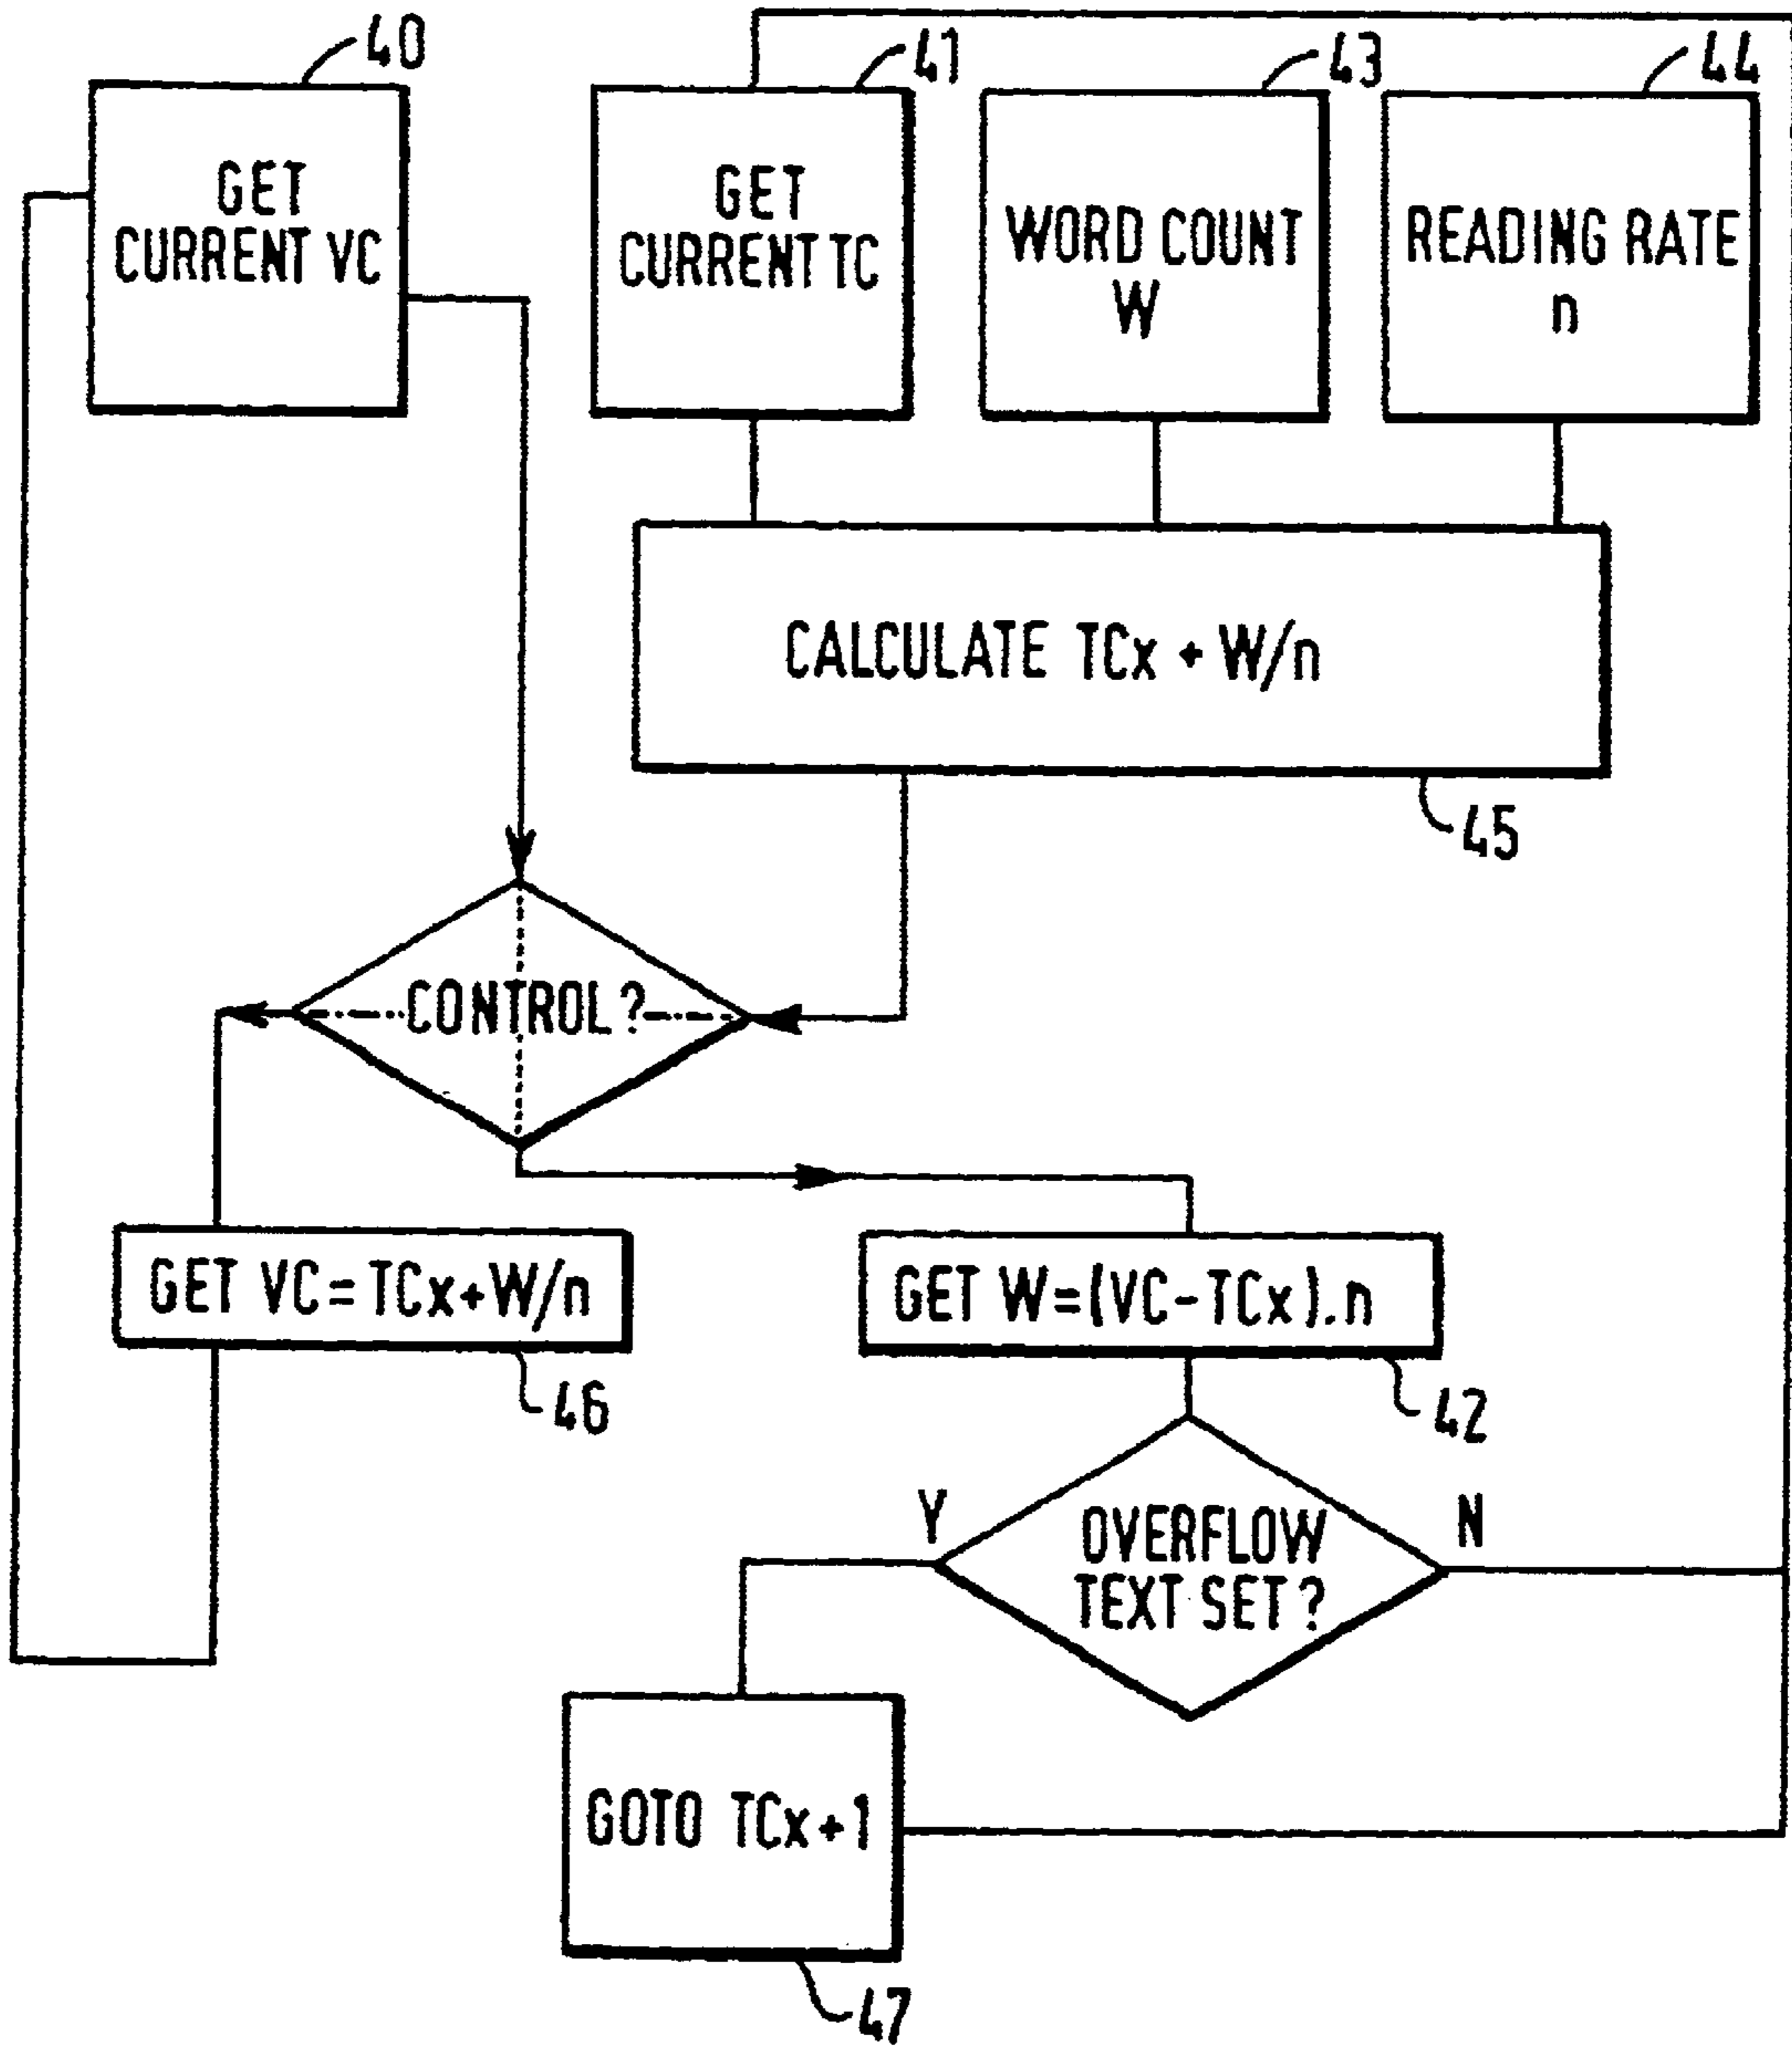 40
41
43
44
GET
CURRENT VC
GET
CURRENT TC
WORD COUNT
W
READING RATE
n
CALCULATE TCx + W/n
45
CONTROL?
GET VC=TCx+W/n
46
GET W=(VC-TCx).n
42
Y
OVERFLOW
TEXT SET?
N
GOTO TCx+1
47